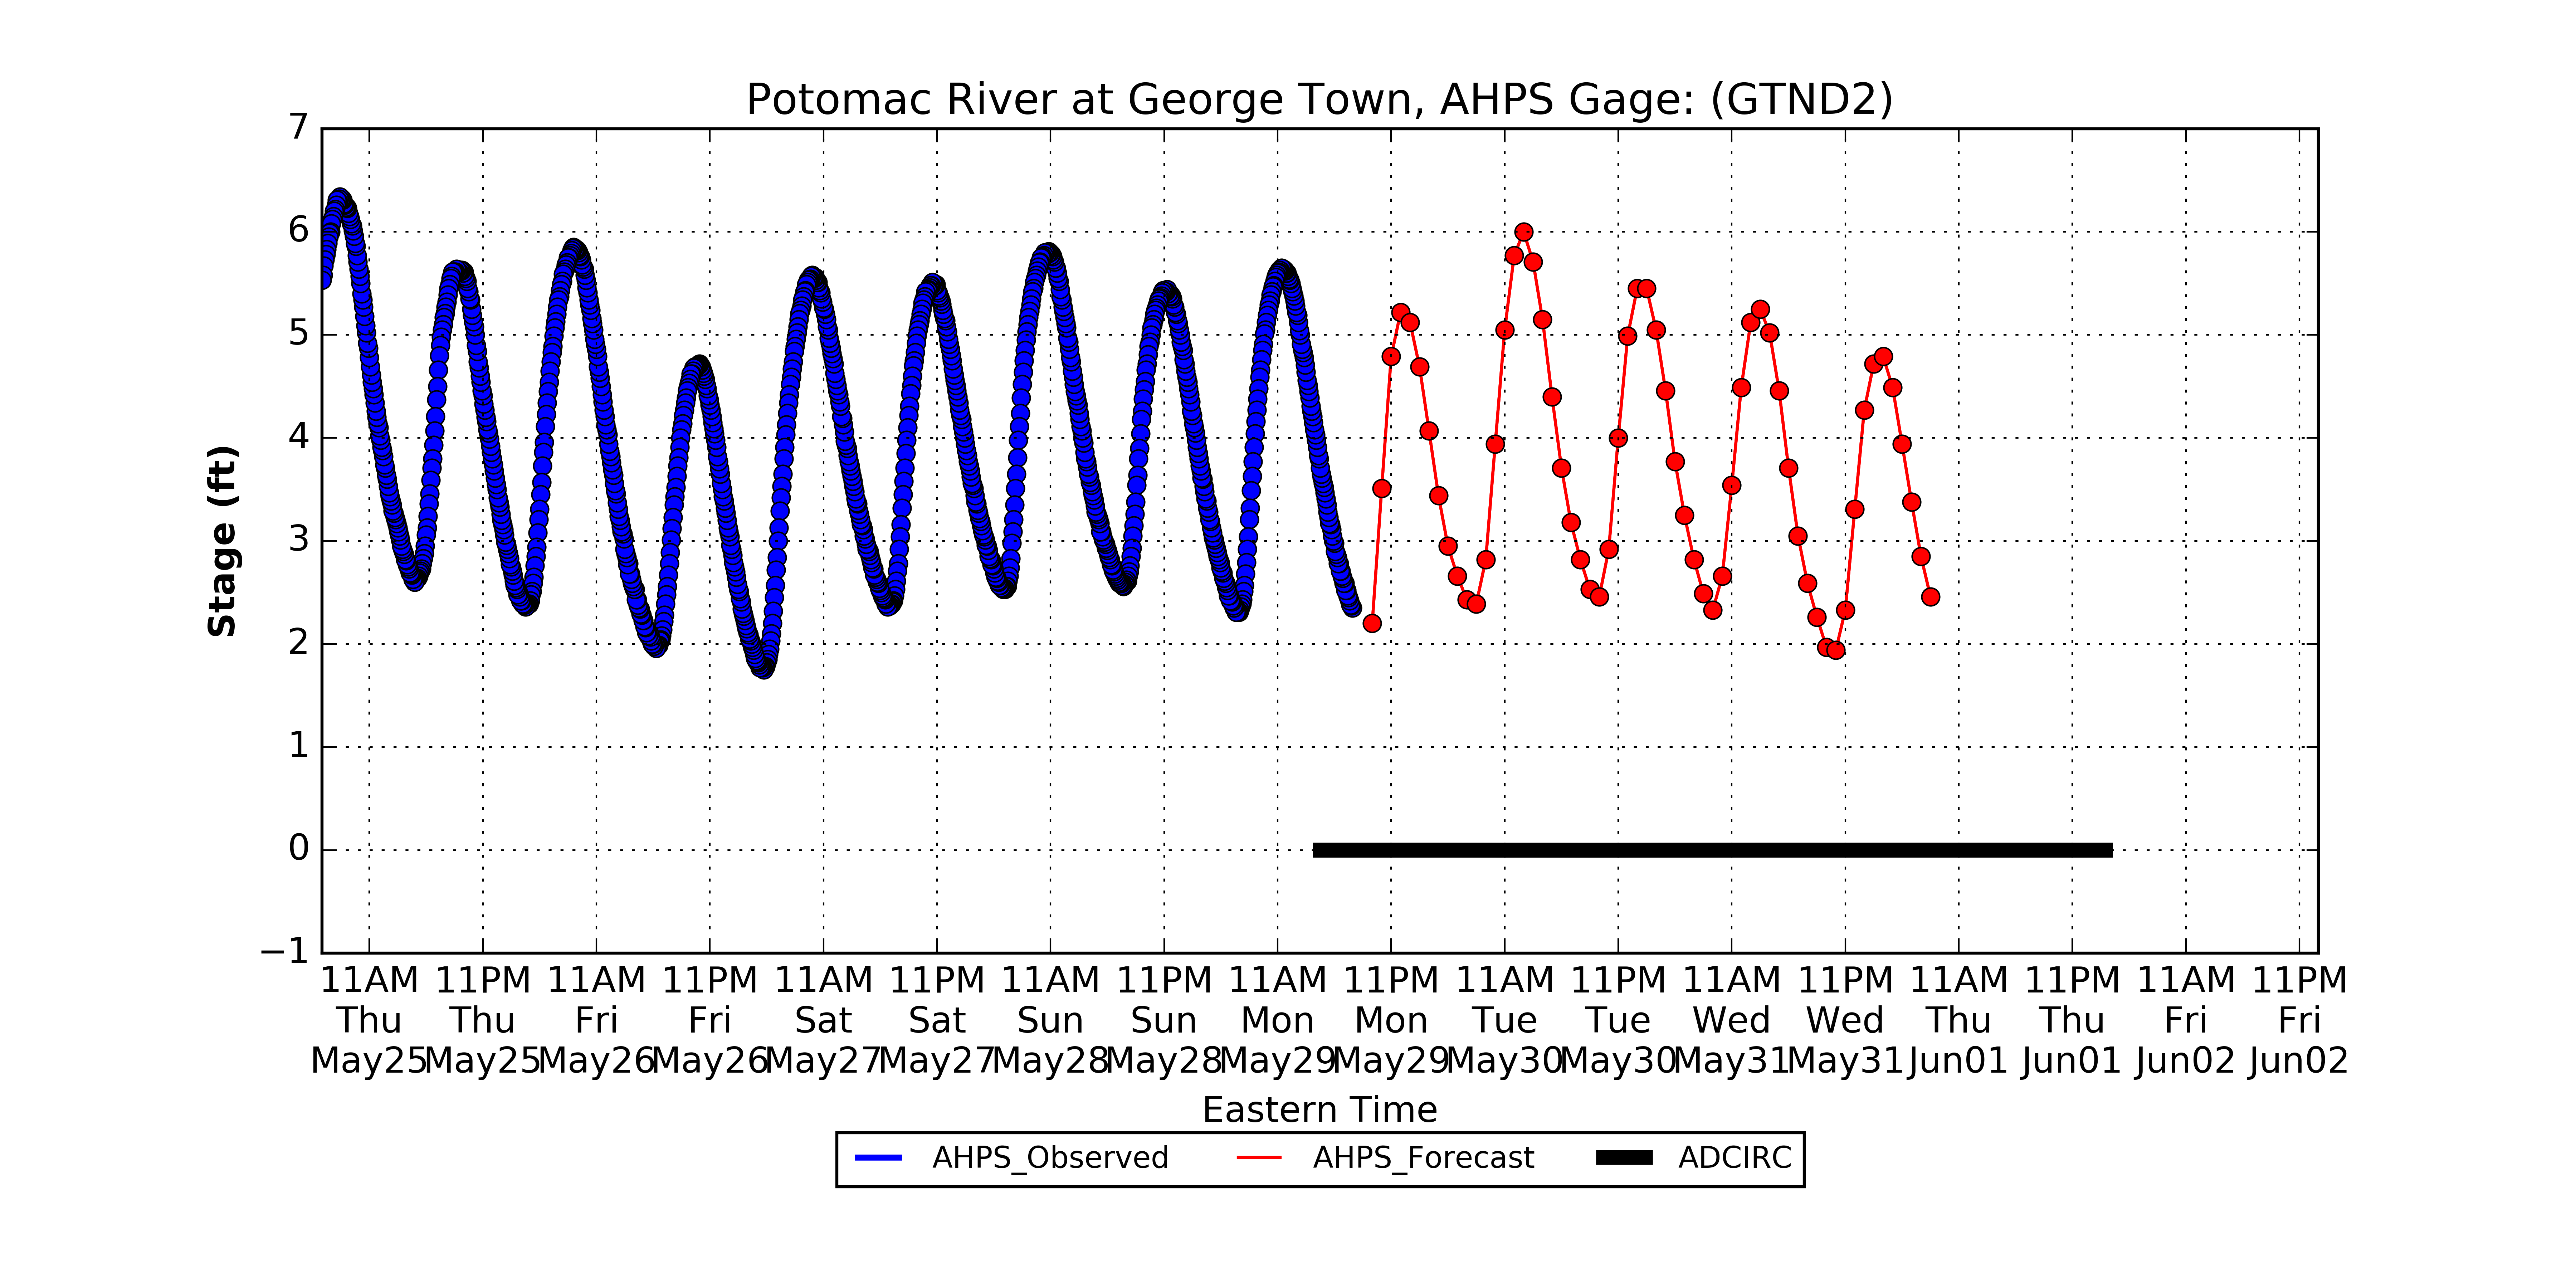 Potomac River at George Town, AHPS Gage: (GTND2)
7
6
5
4
3
2
1
0
−1
Stage (ft)
11AM 11PM 11AM 11PM 11AM 11PM 11AM 11PM 11AM 11PM 11AM 11PM 11AM 11PM 11AM 11PM 11AM 11PM
Thu Thu Fri Fri Sat Sat Sun Sun Mon Mon Tue Tue Wed Wed Thu Thu Fri Fri
May25 May25 May26 May26 May27 May27 May28 May28 May29 May29 May30 May30 May31 May31 Jun01 Jun01 Jun02 Jun02
Eastern Time
AHPS_Observed AHPS_Forecast ADCIRC